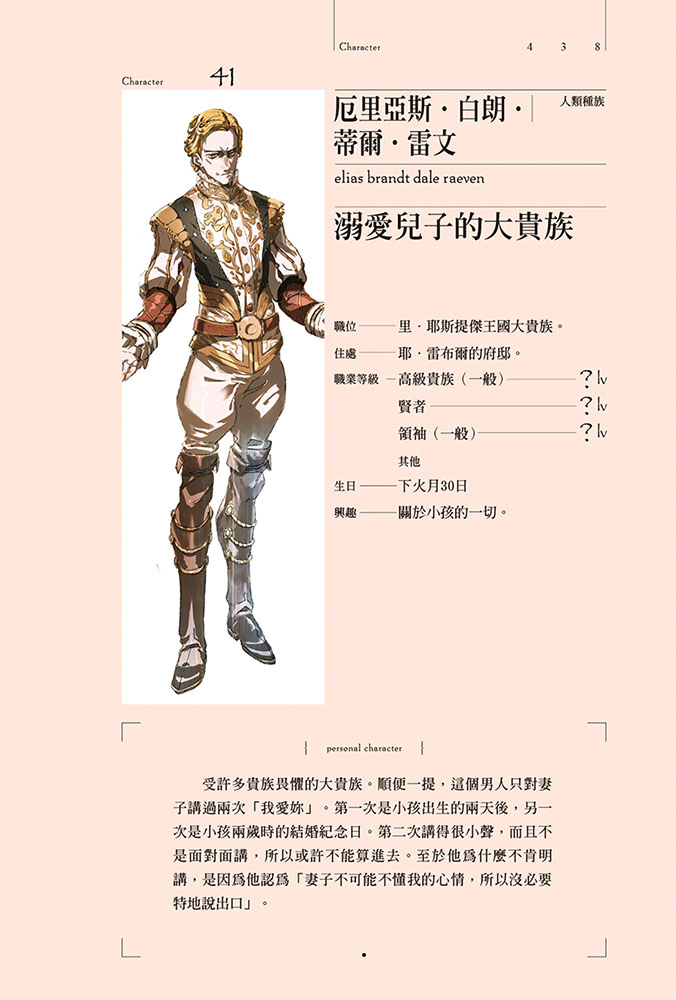 Character 4 3 8
Character 41
厄里亞斯・白朗・
蒂爾・雷文
人類種族
elias brandt dale raeven
溺愛兒子的大貴族
職位——里・耶斯提傑王國大貴族。
住處——耶・雷布爾的府邸。
職業等級—高級貴族（一般）——?lv
賢者——?lv
領袖（一般）——?lv
其他
生日——下火月30日
興趣——關於小孩的一切。
personal character
受許多貴族畏懼的大貴族。順便一提，這個男人只對妻
子講過兩次「我愛妳」。第一次是小孩出生的兩天後，另一
次是小孩兩歲時的結婚紀念日。第二次講得很小聲，而且不
是面對面講，所以或許不能算進去。至於他爲什麼不肯明
講，是因爲他認爲「妻子不可能不懂我的心情，所以沒必要
特地說出口」。